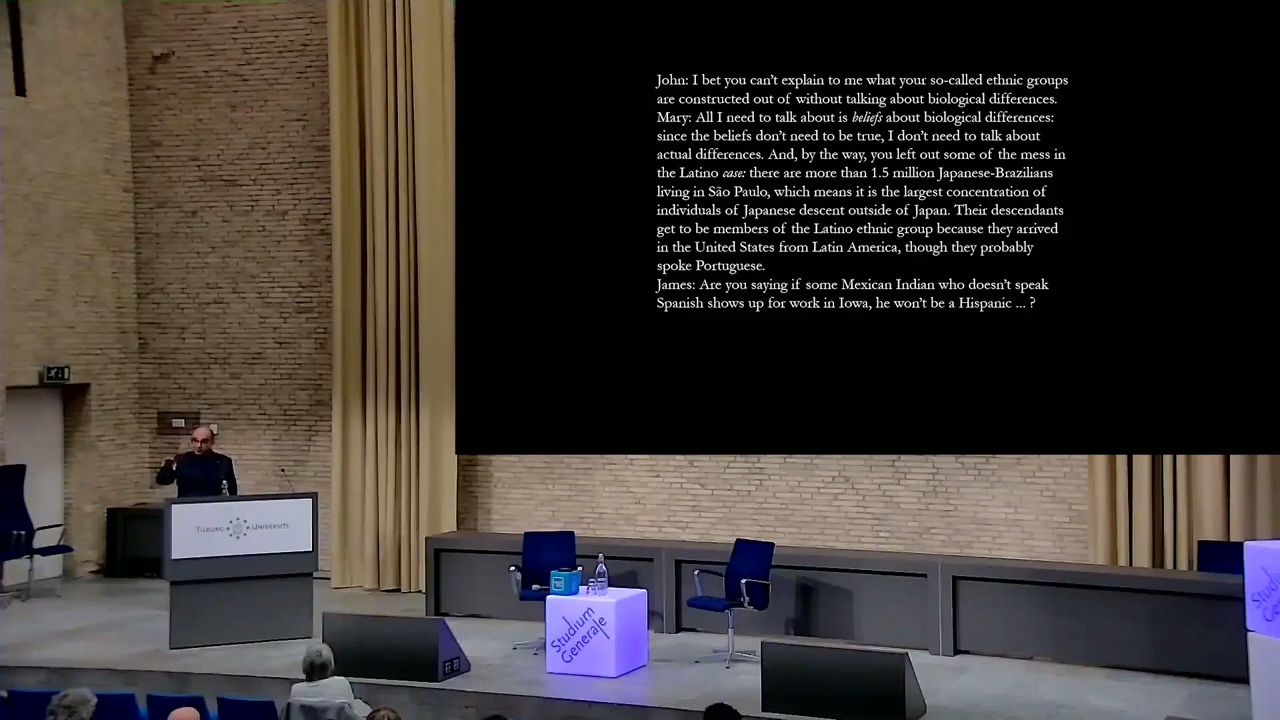 John: I bet you can't explain to me what your so-called ethnic groups
are constructed out of without talking about biological differences.
Mary: All I need to talk about is beliefs about biological differences:
since the beliefs don't need to be true, I don't need to talk about
actual differences. And, by the way, you left out some of the mess in
the Latino case: there are more than 1.5 million Japanese-Brazilians
living in São Paulo, which means it is the largest concentration of
individuals of Japanese descent outside of Japan. Their descendants
get to be members of the Latino ethnic group because they arrived
in the United States from Latin America, though they probably
spoke Portuguese.
James: Are you saying if some Mexican Indian who doesn't speak
Spanish shows up for work in Iowa, he won't be a Hispanic ... ?
TILBURG UNIVERSITY
Studium
Generale